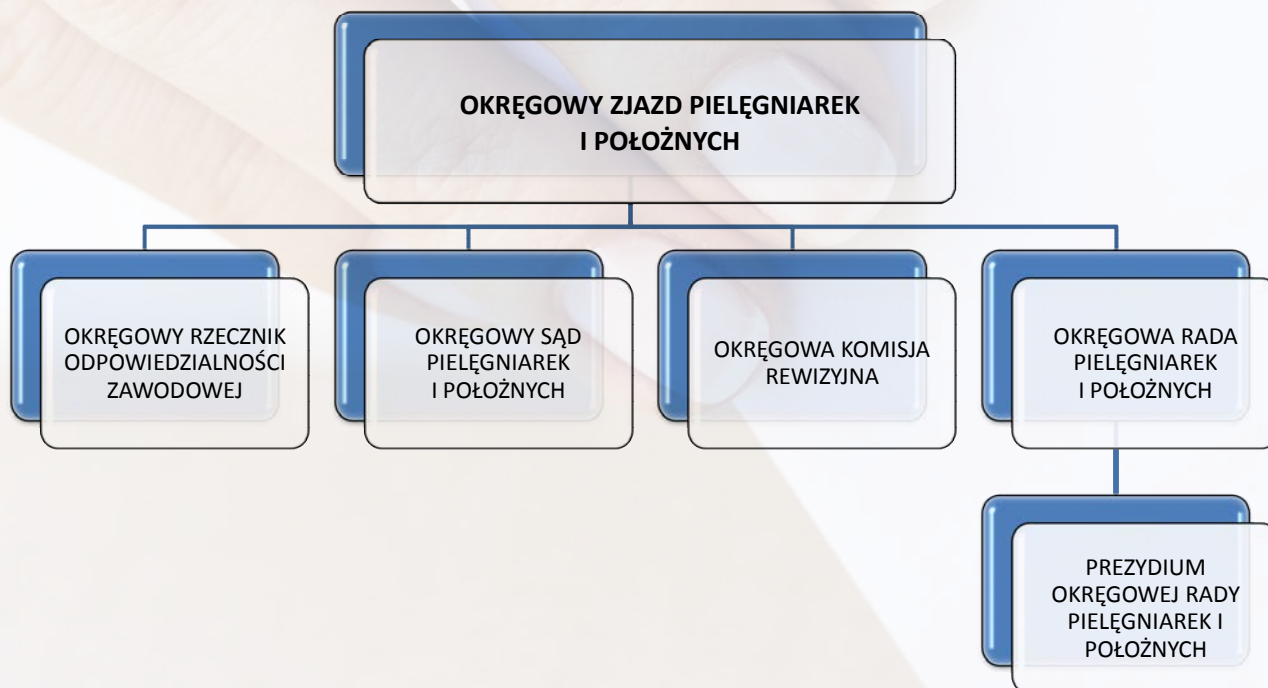 OKRĘGOWY ZJAZD PIELĘGNIAREK
I POŁOŻNYCH
OKRĘGOWY RZECZNIK
ODPOWIEDZIALNOŚCI
ZAWODOWEJ
OKRĘGOWY SĄD
PIELĘGNIAREK
I POŁOŻNYCH
OKRĘGOWA KOMISJA
REWIZYJNA
OKRĘGOWA RADA
PIELĘGNIAREK
I POŁOŻNYCH
PREZYDIUM
OKRĘGOWEJ RADY
PIELĘGNIAREK I
POŁOŻNYCH